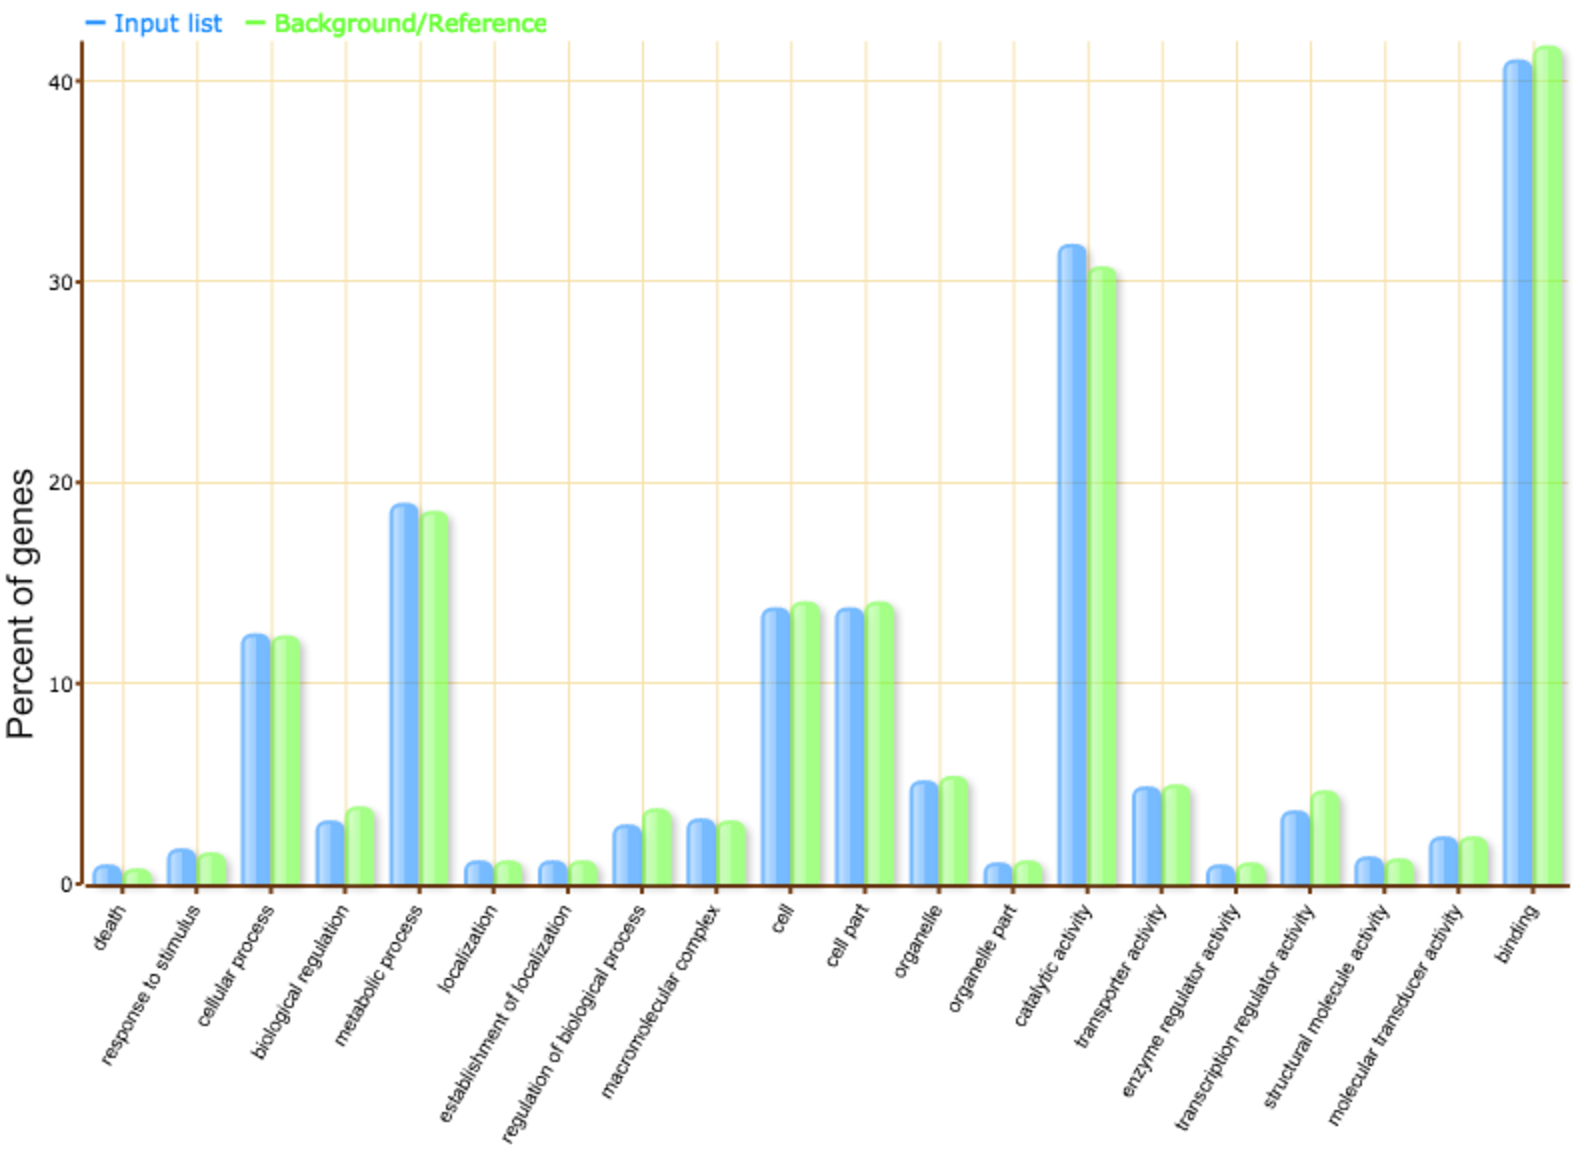 Input list Background/Reference
Percent of genes
40
30
20
10
0
death
response to stimulus
cellular process
biological regulation
metabolic process
localization
establishment of localization
regulation of biological process
macromolecular complex
cell
cell part
organelle
organelle part
catalytic activity
transporter activity
enzyme regulator activity
transcription regulator activity
structural molecule activity
molecular transducer activity
binding